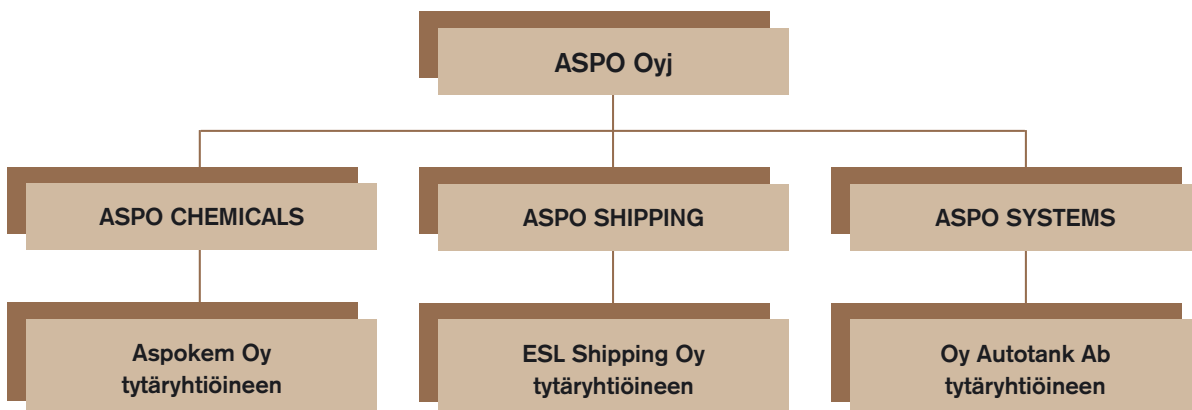 ASPO Oyj
ASPO CHEMICALS
ASPO SHIPPING
ASPO SYSTEMS
Aspokem Oy
tytäryhtiöineen
ESL Shipping Oy
tytäryhtiöineen
Oy Autotank Ab
tytäryhtiöineen